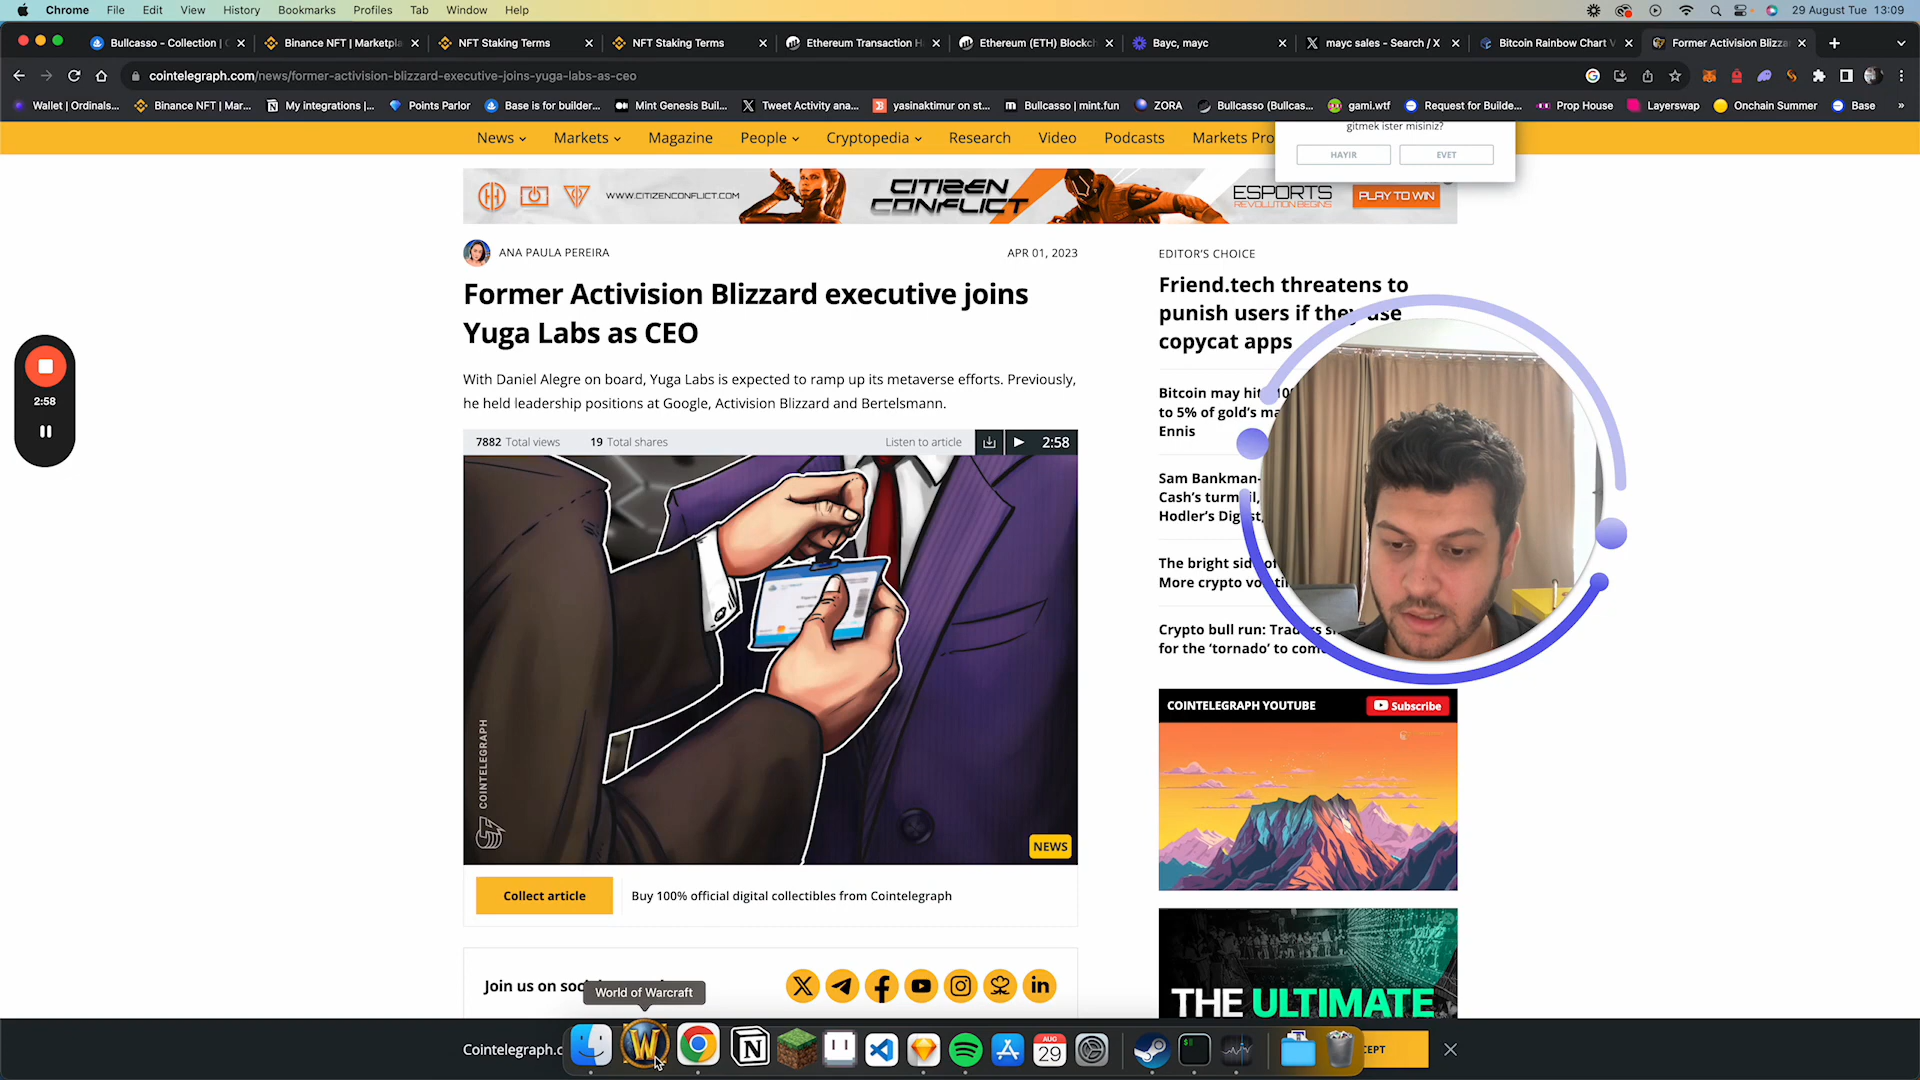 Chrome File Edit View History Bookmarks Profiles Tab Window Help 29 August Tue 13:09
Bullcasso - Collection | Binance NFT | Marketpla NFT Staking Terms NFT Staking Terms Ethereum Transaction H Ethereum (ETH) Blockch Bayc, mayc mayc sales - Search / X Bitcoin Rainbow Chart Former Activision Blizza
cointelegraph.com/news/former-activision-blizzard-executive-joins-yuga-labs-as-ceo
Wallet | Ordinals... Binance NFT | Mar... My integrations |... Points Parlor Base is for builder... Mint Genesis Buil... Tweet Activity ana... yasinaktimur on st... Bullcasso | mint.fun ZORA Bullcasso (Bullcas... gami.wtf Request for Builde... Prop House Layerswap Onchain Summer Base »
News Markets Magazine People Cryptopedia Research Video Podcasts Markets Pro
gitmek ister misiniz?
HAYIR EVET
WWW.CITIZENCONFLICT.COM CITIZEN CONFLICT ESPORTS REVOLUTION BEGINS PLAY TO WIN
ANA PAULA PEREIRA APR 01, 2023
Former Activision Blizzard executive joins
Yuga Labs as CEO
With Daniel Alegre on board, Yuga Labs is expected to ramp up its metaverse efforts. Previously,
he held leadership positions at Google, Activision Blizzard and Bertelsmann.
7882 Total views 19 Total shares Listen to article 2:58
2:58
COINTELEGRAPH
NEWS
Collect article Buy 100% official digital collectibles from Cointelegraph
Join us on soc
World of Warcraft
EDITOR'S CHOICE
Friend.tech threatens to
punish users if they use
copycat apps
Bitcoin may hit
to 5% of gold's
Ennis
Sam Bankman-
Cash's turmoil,
Hodler's Digest,
The bright side of
More crypto
Crypto bull run: Traders
for the 'tornado' to
COINTELEGRAPH YOUTUBE Subscribe
THE ULTIMATE
Cointelegraph.c
CEPT
AUG
29